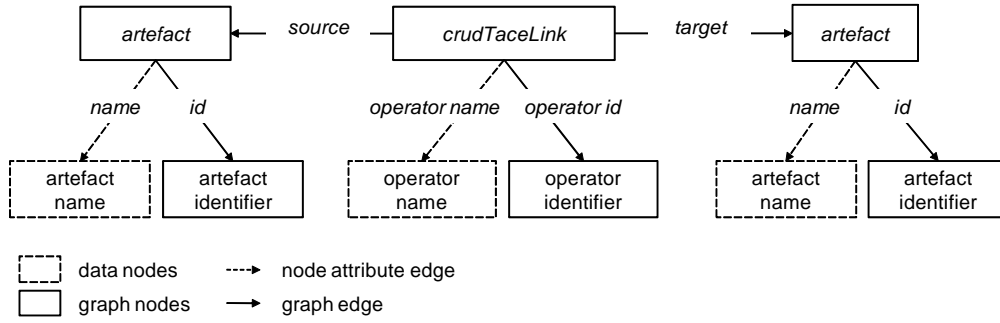 artefact source crudTaceLink target artefact
name id operator name operator id name id
artefact name artefact identifier operator name operator identifier artefact name artefact identifier
data nodes node attribute edge
graph nodes graph edge